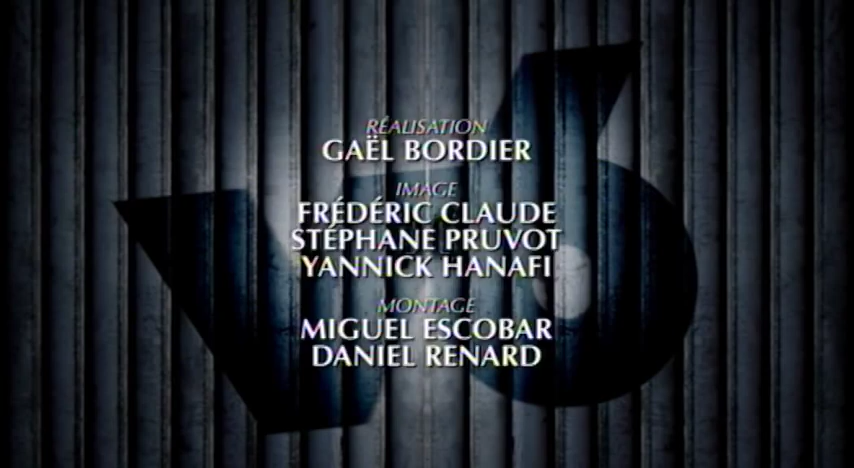 RÉALISATION
GAËL BORDIER
IMAGE
FRÉDÉRIC CLAUDE
STÉPHANE PRUVOT
YANNICK HANAFI
MONTAGE
MIGUEL ESCOBAR
DANIEL RENARD